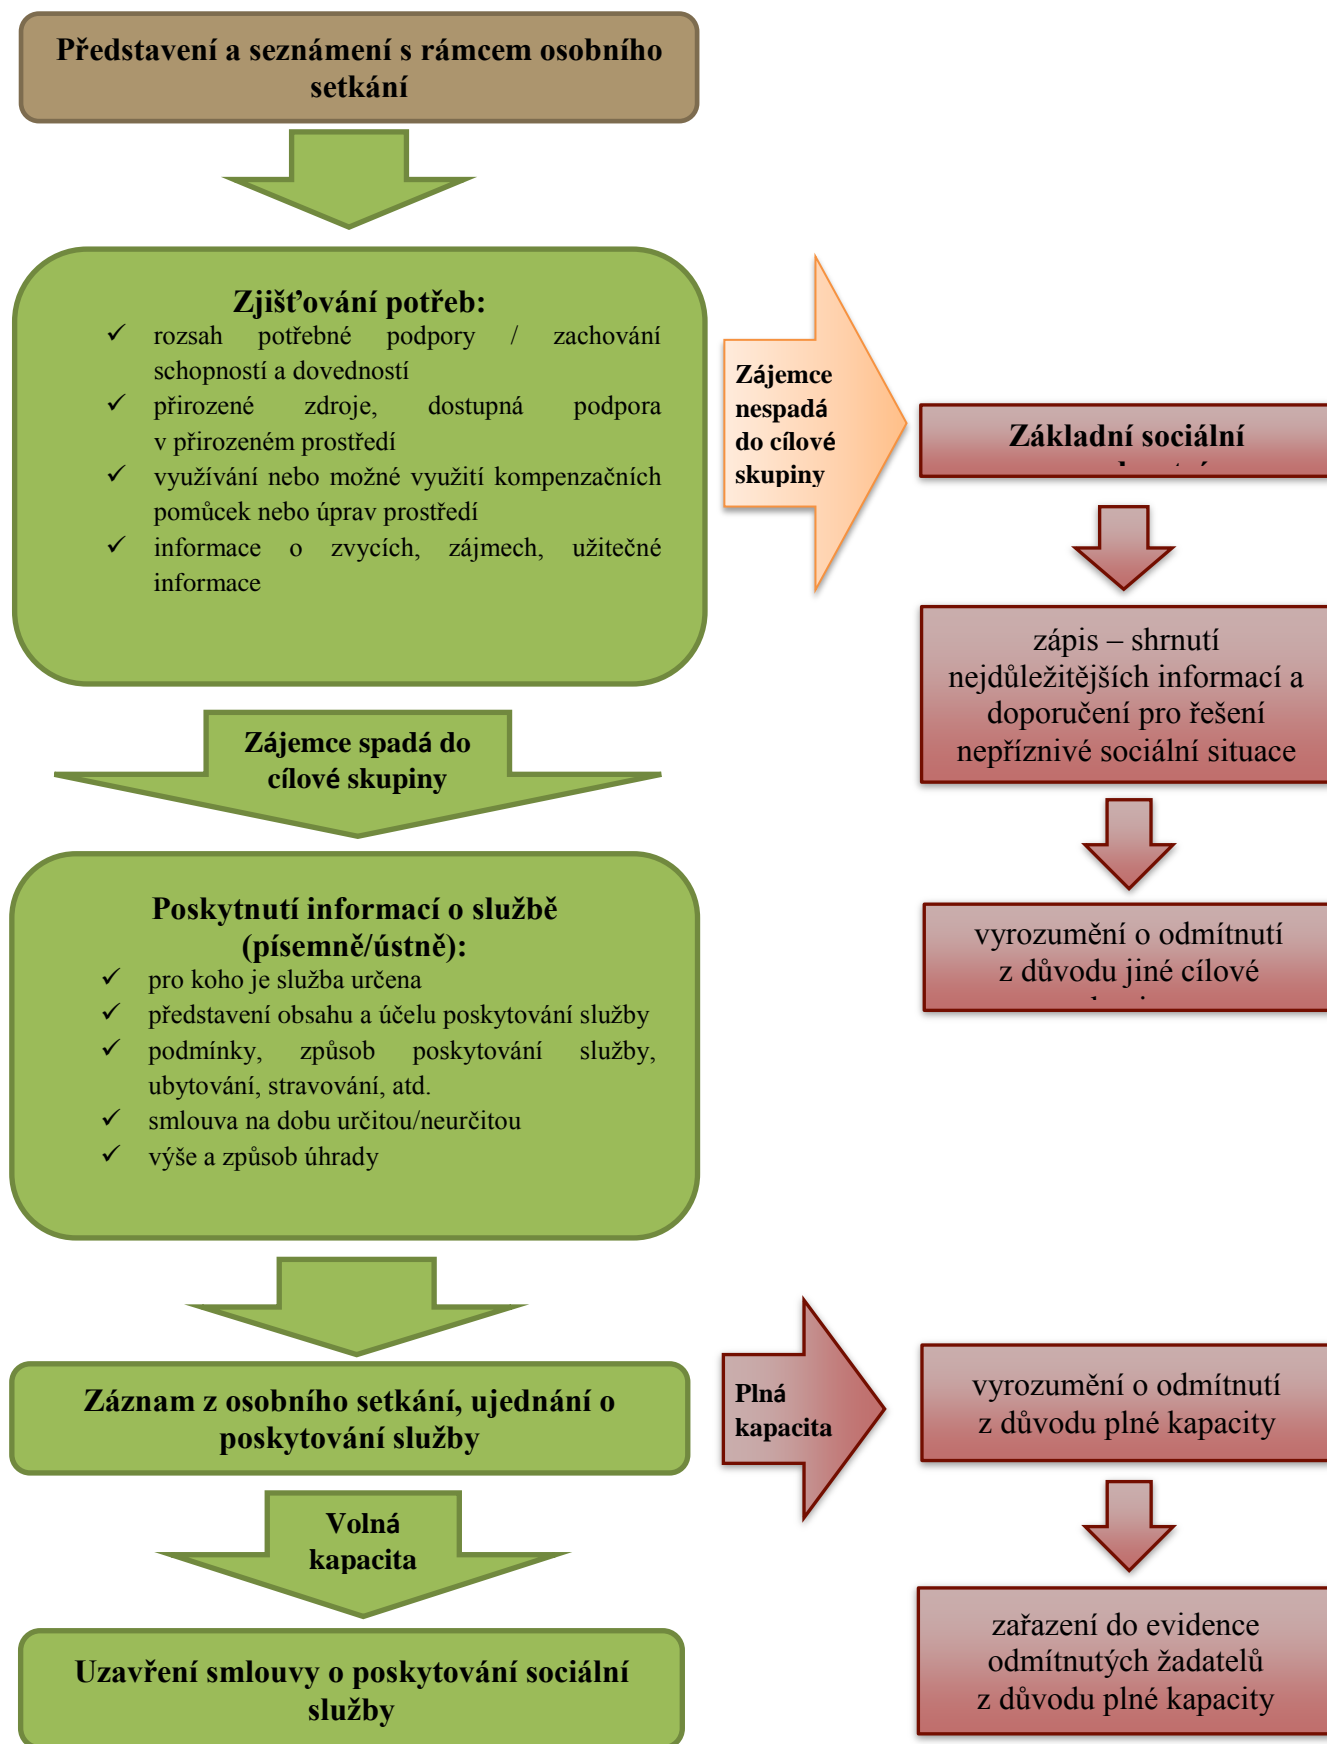 Představení a seznámení s rámcem osobního
setkání
Zjišťování potřeb:
✓ rozsah potřebné podpory / zachování
schopností a dovedností
✓ přirozené zdroje, dostupná podpora
v přirozeném prostředí
✓ využívání nebo možné využití kompenzačních
pomůcek nebo úprav prostředí
✓ informace o zvycích, zájmech, užitečné
informace
Zájemce
nespadá
do cílové
skupiny
Základní sociální
zápis – shrnutí
nejdůležitějších informací a
doporučení pro řešení
nepříznivé sociální situace
vyrozumění o odmítnutí
z důvodu jiné cílové
Zájemce spadá do
cílové skupiny
Poskytnutí informací o službě
(písemně/ústně):
✓ pro koho je služba určena
✓ představení obsahu a účelu poskytování služby
✓ podmínky, způsob poskytování služby,
ubytování, stravování, atd.
✓ smlouva na dobu určitou/neurčitou
✓ výše a způsob úhrady
Záznam z osobního setkání, ujednání o
poskytování služby
Plná
kapacita
vyrozumění o odmítnutí
z důvodu plné kapacity
zařazení do evidence
odmítnutých žadatelů
z důvodu plné kapacity
Volná
kapacita
Uzavření smlouvy o poskytování sociální
služby